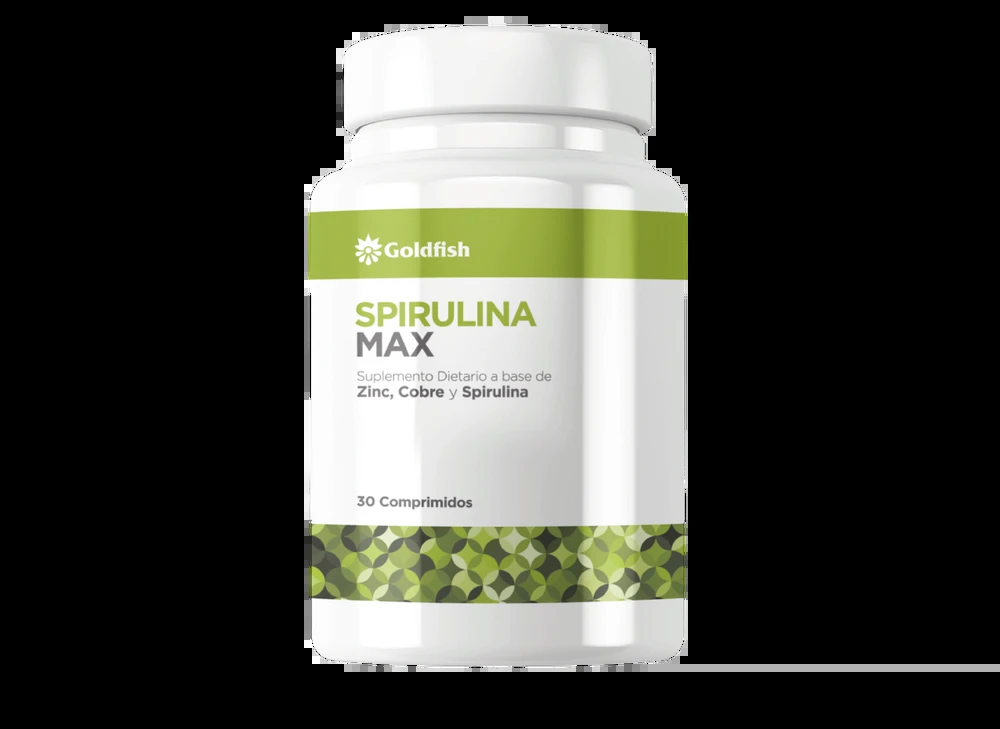 Goldfish
SPIRULINA
MAX
Suplemento Dietario a base de
Zinc, Cobre y Spirulina
30 Comprimidos